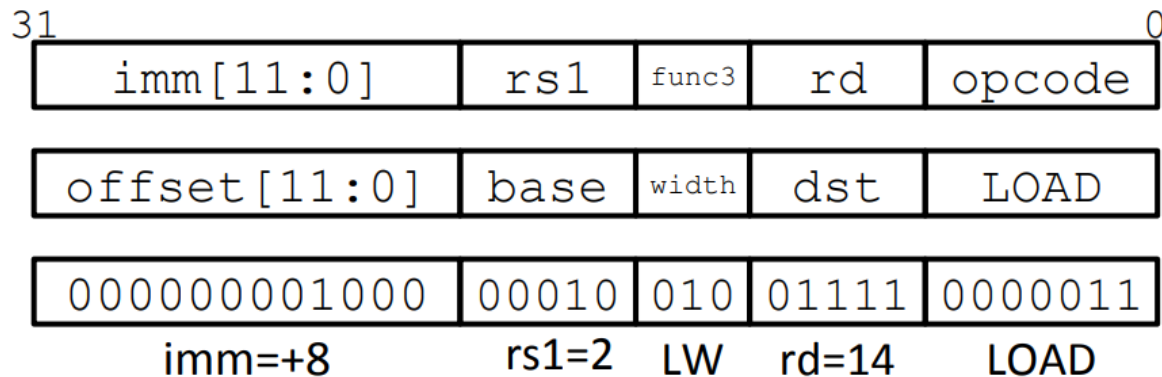 31 0
imm[11:0] rs1 func3 rd opcode
offset[11:0] base width dst LOAD
000000001000 00010 010 01111 0000011
imm=+8 rs1=2 LW rd=14 LOAD